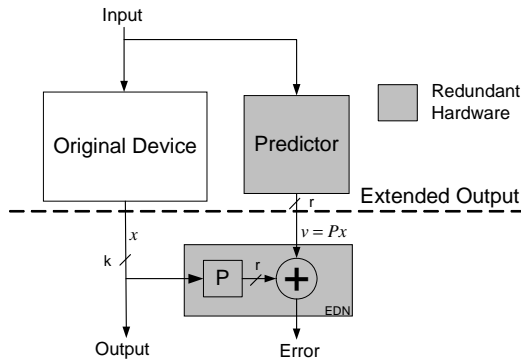 Input
Redundant
Hardware
Original Device
Predictor
Extended Output
r
x
v = Px
k
P
r
+
EDN
Output
Error